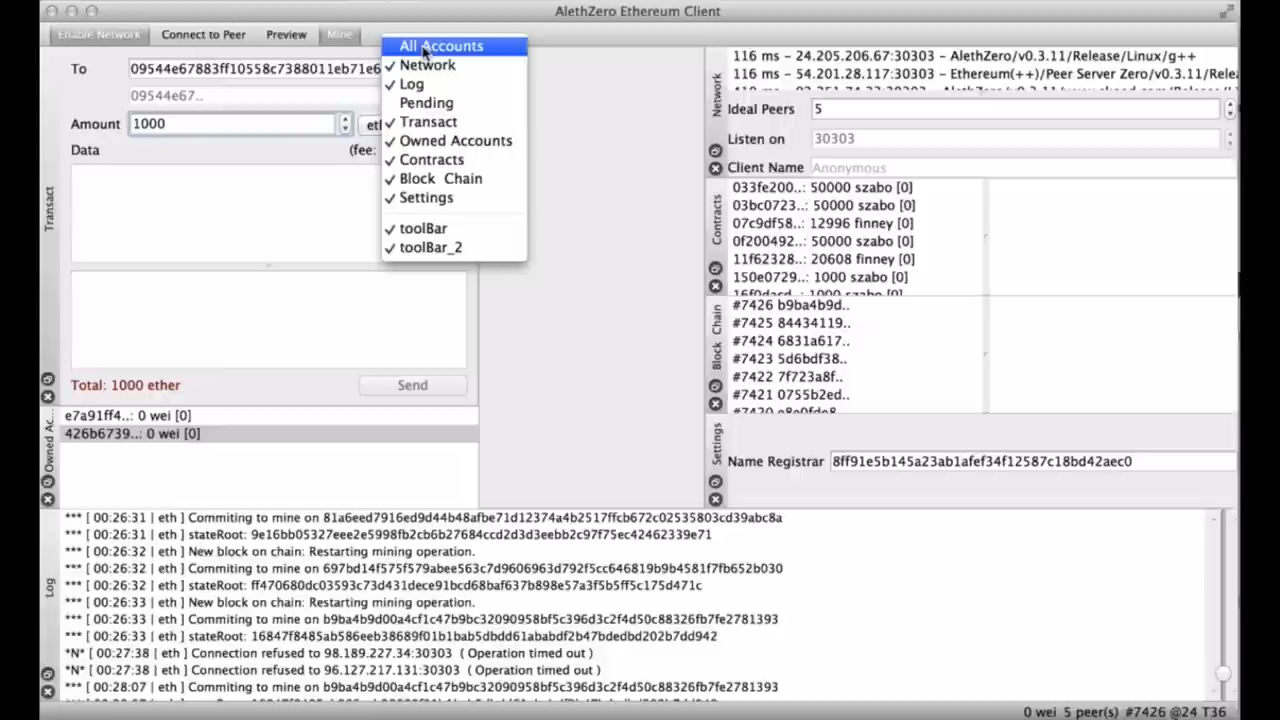 AlethZero Ethereum Client
Enable Network
Connect to Peer
Preview
Mine
To
09544e67883ff10558c7388011eb71e6
09544e67..
Amount
1000
Data
(fee:
Transact
Total: 1000 ether
Send
All Accounts
Network
Log
Pending
Transact
Owned Accounts
Contracts
Block Chain
Settings
toolBar
toolBar_2
Network
116 ms – 24.205.206.67:30303 – AlethZero/v0.3.11/Release/Linux/g++
116 ms – 54.201.28.117:30303 – Ethereum(++)/Peer Server Zero/v0.3.11/Rele
Ideal Peers
5
Listen on
30303
Client Name
Anonymous
Contracts
033fe200..: 50000 szabo [0]
03bc0723..: 50000 szabo [0]
07c9df58..: 12996 finney [0]
0f200492..: 50000 szabo [0]
11f62328..: 20608 finney [0]
150e0729..: 1000 szabo [0]
Block Chain
#7426 b9ba4b9d..
#7425 84434119..
#7424 6831a617..
#7423 5d6bdf38..
#7422 7f723a8f..
#7421 0755b2ed..
Settings
Name Registrar
8ff91e5b145a23ab1afef34f12587c18bd42aec0
Owned Ac...
e7a91ff4..: 0 wei [0]
426b6739..: 0 wei [0]
Log
*** [ 00:26:31 | eth ] Commiting to mine on 81a6eed7916ed9d44b48afbe71d12374a4b2517ffcb672c02535803cd39abc8a
*** [ 00:26:31 | eth ] stateRoot: 9e16bb05327eee2e5998fb2cb6b27684ccd2d3d3eebb2c97f75ec42462339e71
*** [ 00:26:32 | eth ] New block on chain: Restarting mining operation.
*** [ 00:26:32 | eth ] Commiting to mine on 697bd14f575f579abee563c7d9606963d792f5cc646819b9b4581f7fb652b030
*** [ 00:26:32 | eth ] stateRoot: ff470680dc03593c73d431dece91bcd68baf637b898e57a3f5b5ff5c175d471c
*** [ 00:26:33 | eth ] New block on chain: Restarting mining operation.
*** [ 00:26:33 | eth ] Commiting to mine on b9ba4b9d00a4cf1c47b9bc32090958bf5c396d3c2f4d50c88326fb7fe2781393
*** [ 00:26:33 | eth ] stateRoot: 16847f8485ab586eeb38689f01b1bab5dbdd61ababdf2b47bdedbd202b7dd942
*N* [ 00:27:38 | eth ] Connection refused to 98.189.227.34:30303 ( Operation timed out )
*N* [ 00:27:38 | eth ] Connection refused to 96.127.217.131:30303 ( Operation timed out )
*** [ 00:28:07 | eth ] Commiting to mine on b9ba4b9d00a4cf1c47b9bc32090958bf5c396d3c2f4d50c88326fb7fe2781393
0 wei 5 peer(s) #7426 @24 T36